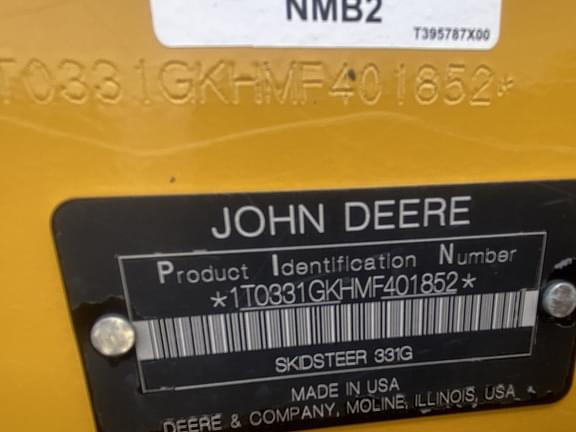 NMB2
T395787X00
T0331GKHMF401852*
JOHN DEERE
Product Identification Number
*1T0331GKHMF401852*
SKIDSTEER 331G
MADE IN USA
DEERE & COMPANY, MOLINE, ILLINOIS, USA